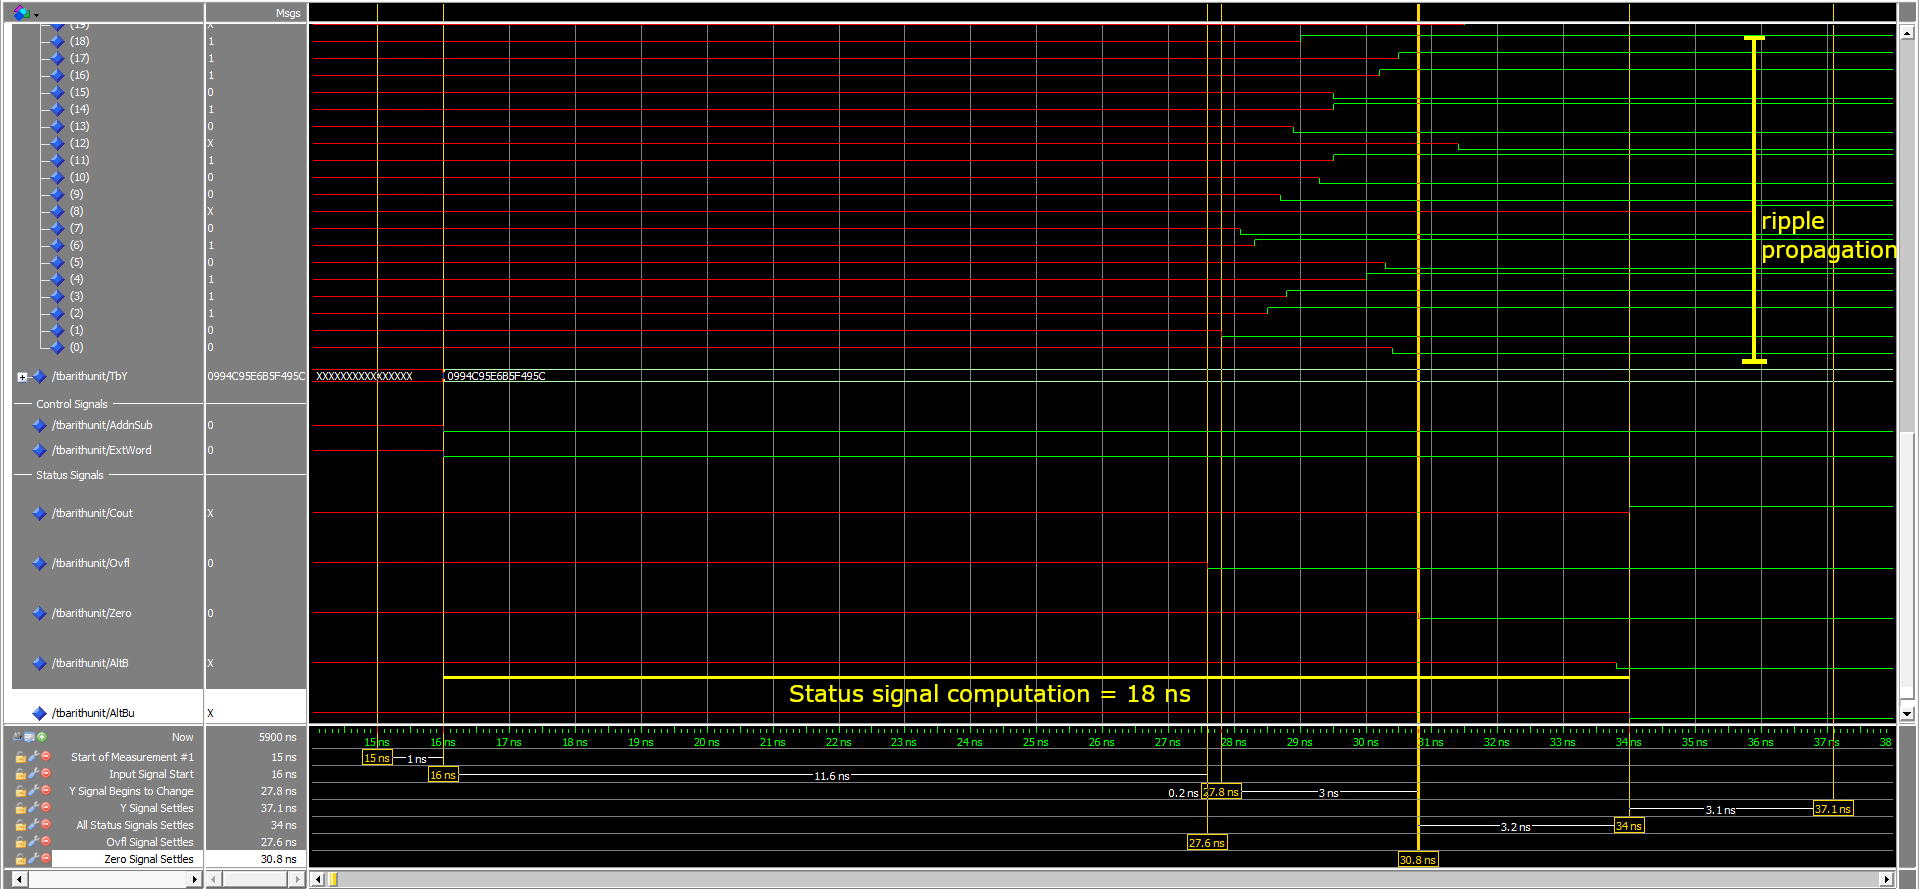 Msgs
(19) X
(18) 1
(17) 1
(16) 1
(15) 0
(14) 1
(13) 0
(12) X
(11) 1
(10) 0
(9) 0
(8) X
(7) 0
(6) 1
(5) 0
(4) 1
(3) 1
(2) 1
(1) 0
(0) 0
ripple
propagation
/tbarithunit/TbY 0994C95E6B5F495C XXXXXXXXXXXXXXXX 0994C95E6B5F495C
Control Signals
/tbarithunit/AddnSub 0
/tbarithunit/ExtWord 0
Status Signals
/tbarithunit/Cout X
/tbarithunit/Ovfl 0
/tbarithunit/Zero 0
/tbarithunit/AltB X
Status signal computation = 18 ns
/tbarithunit/AltBu X
Now 5900 ns
15 ns 16 ns 17 ns 18 ns 19 ns 20 ns 21 ns 22 ns 23 ns 24 ns 25 ns 26 ns 27 ns 28 ns 29 ns 30 ns 31 ns 32 ns 33 ns 34 ns 35 ns 36 ns 37 ns 38
Start of Measurement #1 15 ns 15 ns 1 ns
Input Signal Start 16 ns 16 ns 11.6 ns
Y Signal Begins to Change 27.8 ns 0.2 ns 27.8 ns 3 ns
Y Signal Settles 37.1 ns 3.1 ns 37.1 ns
All Status Signals Settles 34 ns 3.2 ns 34 ns
Ovfl Signal Settles 27.6 ns 27.6 ns
Zero Signal Settles 30.8 ns 30.8 ns